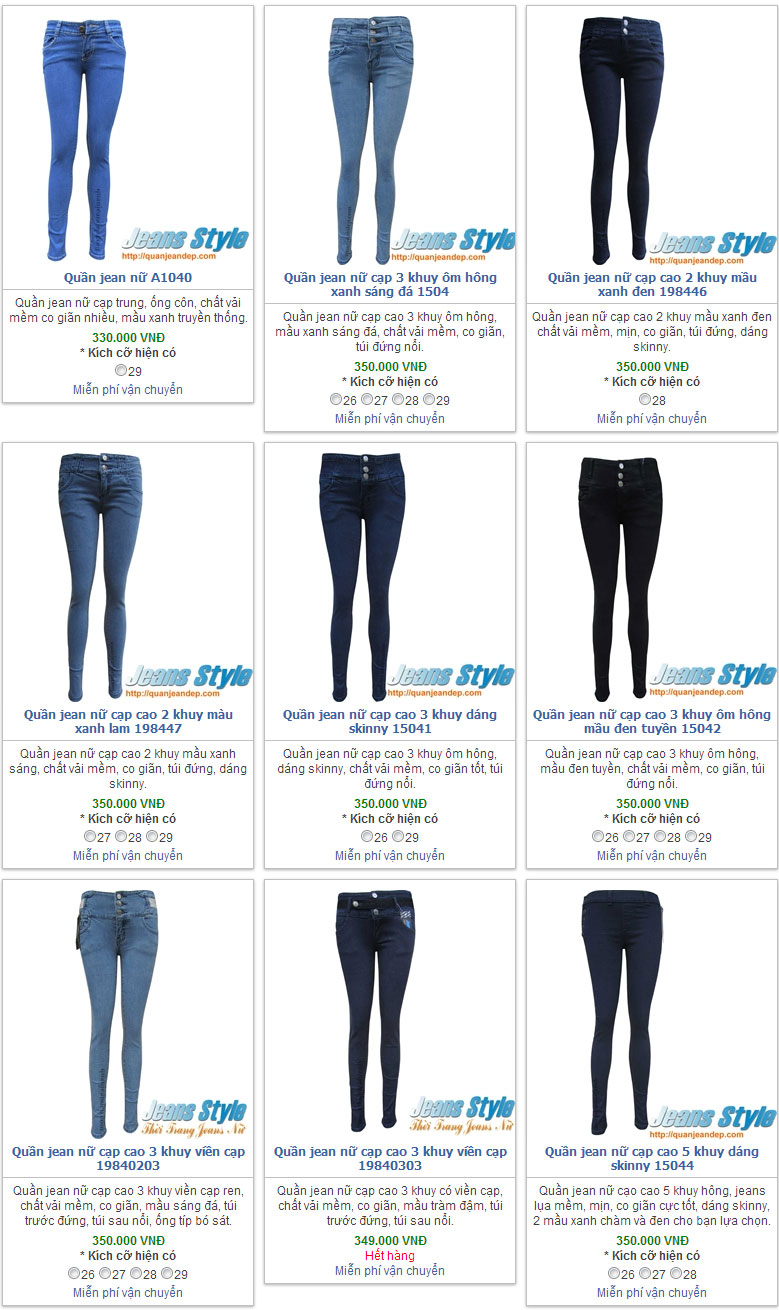 Jeans Style
http://quanjeandep.com
Quần jean nữ A1040
Quần jean nữ cạp trung, ống côn, chất vải
mềm co giãn nhiều, mầu xanh truyền thống.
330.000 VNĐ
* Kích cỡ hiện có
29
Miễn phí vận chuyển
Jeans Style
http://quanjeandep.com
Quần jean nữ cạp 3 khuy ôm hông
xanh sáng đá 1504
Quần jean nữ cạp cao 3 khuy ôm hông,
mầu xanh sáng đá, chất vải mềm, co giãn,
túi đứng nổi.
350.000 VNĐ
* Kích cỡ hiện có
26 27 28 29
Miễn phí vận chuyển
Jeans Style
http://quanjeandep.com
Quần jean nữ cạp cao 2 khuy mầu
xanh đen 198446
Quần jean nữ cạp cao 2 khuy mầu xanh đen
chất vải mềm, mịn, co giãn, túi đứng, dáng
skinny.
350.000 VNĐ
* Kích cỡ hiện có
28
Miễn phí vận chuyển
Jeans Style
http://quanjeandep.com
Quần jean nữ cạp cao 2 khuy màu
xanh lam 198447
Quần jean nữ cạp cao 2 khuy mầu xanh
sáng, chất vải mềm, co giãn, túi đứng, dáng
skinny.
350.000 VNĐ
* Kích cỡ hiện có
27 28 29
Miễn phí vận chuyển
Jeans Style
http://quanjeandep.com
Quần jean nữ cạp cao 3 khuy dáng
skinny 15041
Quần jean nữ cạp cao 3 khuy ôm hông,
dáng skinny, chất vải mềm, co giãn tốt, túi
đứng nổi.
350.000 VNĐ
* Kích cỡ hiện có
26 29
Miễn phí vận chuyển
Jeans Style
http://quanjeandep.com
Quần jean nữ cạp cao 3 khuy ôm hông
mầu đen tuyền 15042
Quần jean nữ cạp cao 3 khuy ôm hông,
mầu đen tuyền, chất vải mềm, co giãn, túi
đứng nổi.
350.000 VNĐ
* Kích cỡ hiện có
26 27 28 29
Miễn phí vận chuyển
Jeans Style
Thời Trang Jeans Nữ
Quần jean nữ cạp cao 3 khuy viền cạp
19840203
Quần jean nữ cạp cao 3 khuy viền cạp ren,
chất vải mềm, co giãn, mầu sáng đá, túi
trước đứng, túi sau nổi, ống típ bó sát.
350.000 VNĐ
* Kích cỡ hiện có
26 27 28 29
Miễn phí vận chuyển
Jeans Style
Thời Trang Jeans Nữ
Quần jean nữ cạp cao 3 khuy viền cạp
19840303
Quần jean nữ cạp cao 3 khuy có viền cạp,
chất vải mềm, co giãn, mầu tràm đậm, túi
trước đứng, túi sau nổi.
349.000 VNĐ
Hết hàng
Miễn phí vận chuyển
Jeans Style
http://quanjeandep.com
Quần jean nữ cạp cao 5 khuy dáng
skinny 15044
Quần jean nữ cạo cao 5 khuy hông, jeans
lụa mềm, mịn, co giãn cực tốt, dáng skinny,
2 mầu xanh chàm và đen cho bạn lựa chọn.
350.000 VNĐ
* Kích cỡ hiện có
26 27 28
Miễn phí vận chuyển